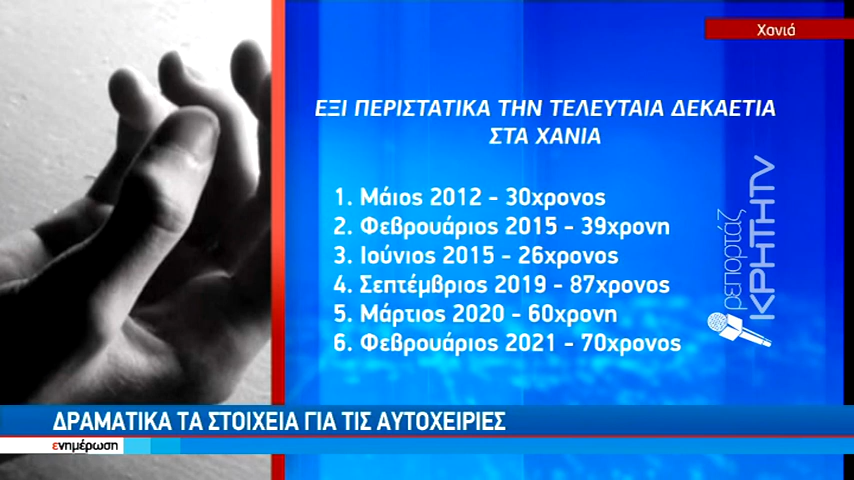 Χανιά
ΕΞΙ ΠΕΡΙΣΤΑΤΙΚΑ ΤΗΝ ΤΕΛΕΥΤΑΙΑ ΔΕΚΑΕΤΙΑ
ΣΤΑ ΧΑΝΙΑ
1. Μάιος 2012 - 30χρονος
2. Φεβρουάριος 2015 - 39χρονη
3. Ιούνιος 2015 - 26χρονος
4. Σεπτέμβριος 2019 - 87χρονος
5. Μάρτιος 2020 - 60χρονη
6. Φεβρουάριος 2021 - 70χρονος
ρεπορτάζ
ΚΡΗΤΗTV
ΔΡΑΜΑΤΙΚΑ ΤΑ ΣΤΟΙΧΕΙΑ ΓΙΑ ΤΙΣ ΑΥΤΟΧΕΙΡΙΕΣ
ενημέρωση